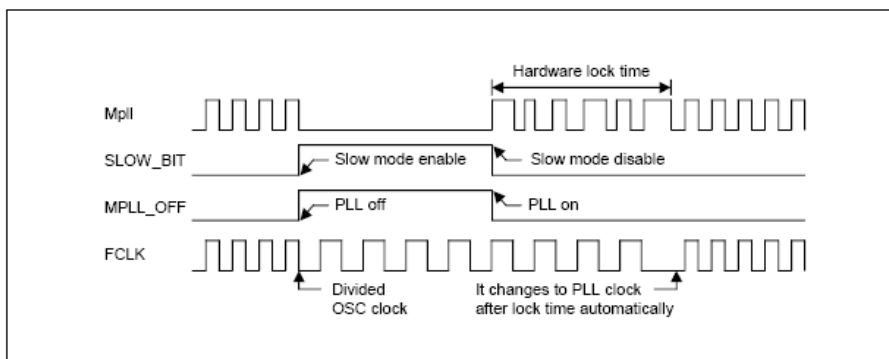 Hardware lock time
Mpll
SLOW_BIT
Slow mode enable
Slow mode disable
MPLL_OFF
PLL off
PLL on
FCLK
Divided
OSC clock
It changes to PLL clock
after lock time automatically